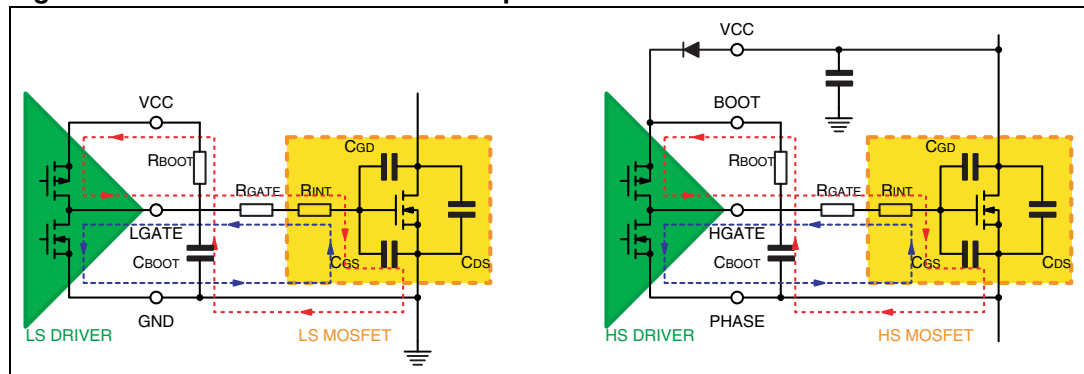 VCC
RBOOT
CGD
RGATE
RINT
LGATE
CBOOT
CGS
CDS
GND
LS DRIVER
LS MOSFET
VCC
BOOT
RBOOT
CGD
RGATE
RINT
HGATE
CBOOT
CGS
CDS
PHASE
HS DRIVER
HS MOSFET